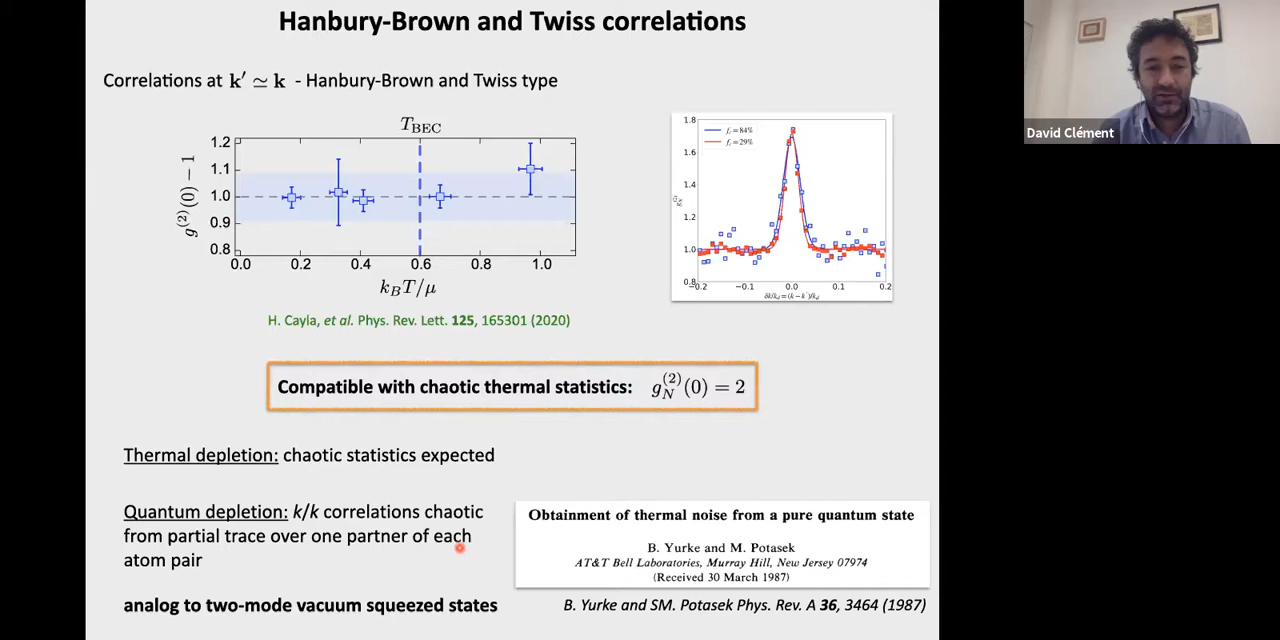 Hanbury-Brown and Twiss correlations
Correlations at k′ ≃ k - Hanbury-Brown and Twiss type
T_BEC
g^(2)(0) − 1
1.2
1.1
1.0
0.9
0.8
0.0 0.2 0.4 0.6 0.8 1.0
k_B T/μ
1.8
1.6
1.4
1.2
1.0
0.8
f_c=84%
f_c=29%
−0.2 −0.1 0.0 0.1 0.2
δk/k_d=(k−k′)/k_d
H. Cayla, et al. Phys. Rev. Lett. 125, 165301 (2020)
Compatible with chaotic thermal statistics: g_N^(2)(0) = 2
Thermal depletion: chaotic statistics expected
Quantum depletion: k/k correlations chaotic
from partial trace over one partner of each
atom pair
analog to two-mode vacuum squeezed states
Obtainment of thermal noise from a pure quantum state
B. Yurke and M. Potasek
AT&T Bell Laboratories, Murray Hill, New Jersey 07974
(Received 30 March 1987)
B. Yurke and SM. Potasek Phys. Rev. A 36, 3464 (1987)
David Clément